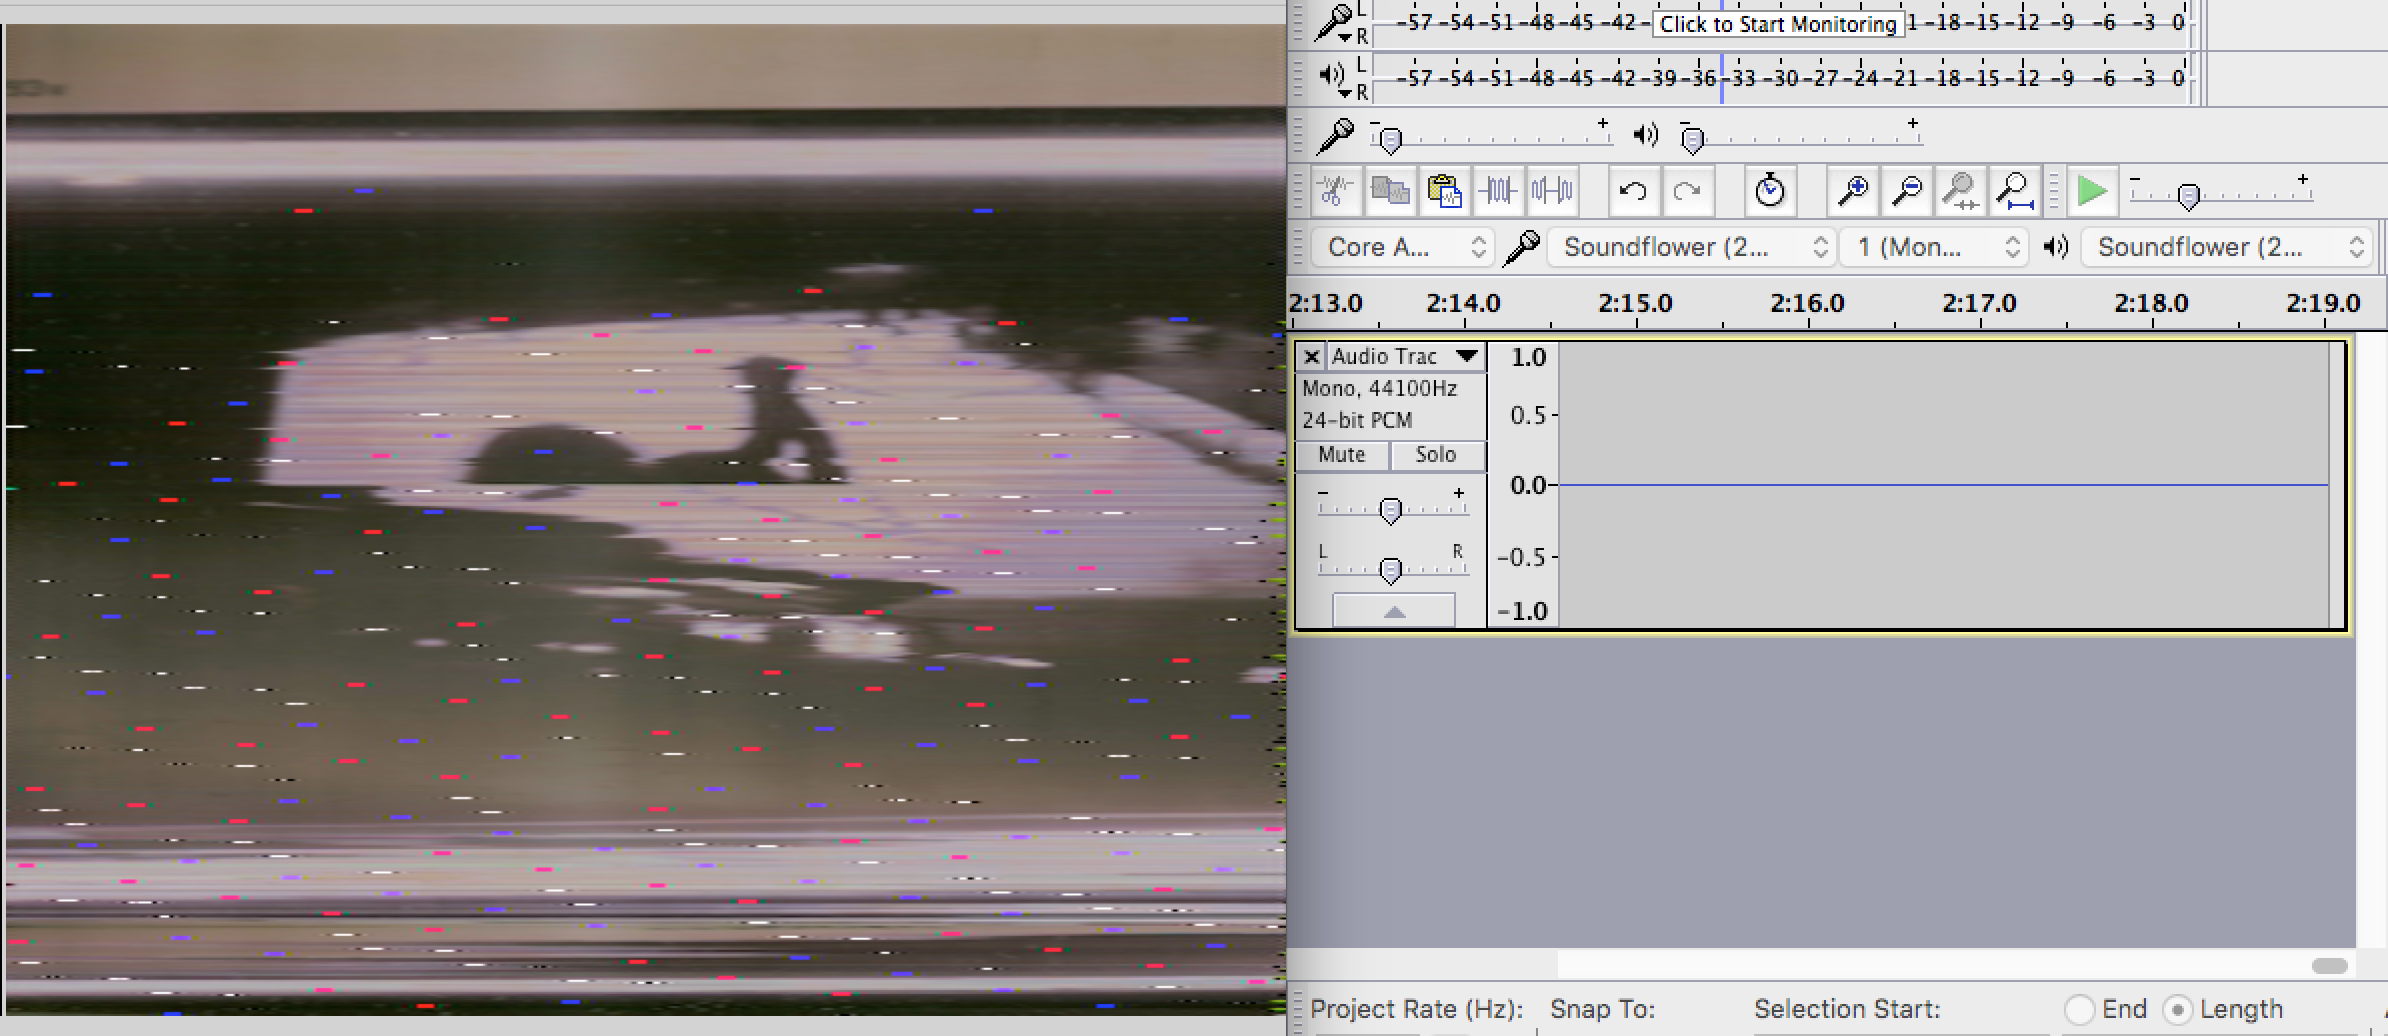 L
-57 -54 -51 -48 -45 -42 - Click to Start Monitoring 1 -18 -15 -12 -9 -6 -3 0
R
L
-57 -54 -51 -48 -45 -42 -39 -36 -33 -30 -27 -24 -21 -18 -15 -12 -9 -6 -3 0
R
- + - +
- +
Core A... Soundflower (2... 1 (Mon... Soundflower (2...
2:13.0 2:14.0 2:15.0 2:16.0 2:17.0 2:18.0 2:19.0
Audio Trac 1.0
Mono, 44100Hz
24-bit PCM 0.5
Mute Solo
- + 0.0
L R -0.5
-1.0
Project Rate (Hz): Snap To: Selection Start: End Length